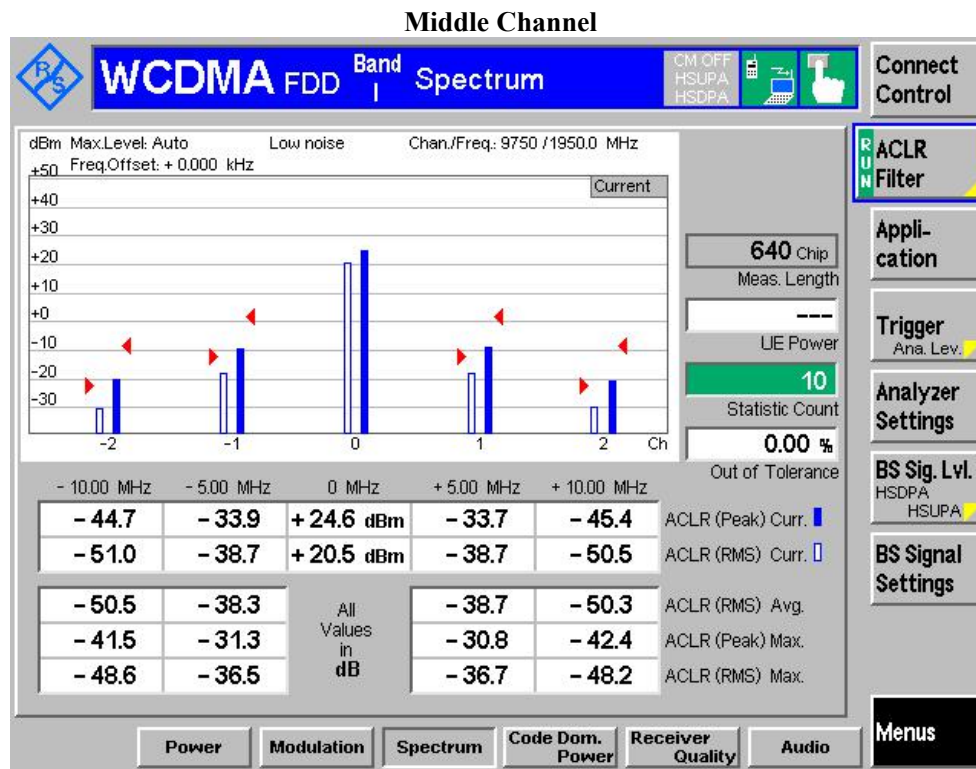 Middle Channel
R&S
WCDMA FDD Band I Spectrum
CM OFF
HSUPA
HSDPA
Connect Control
dBm Max.Level: Auto Low noise Chan./Freq.: 9750 / 1950.0 MHz
Freq.Offset: + 0.000 kHz
Current
+50
+40
+30
+20
+10
+0
-10
-20
-30
-2 -1 0 1 2 Ch
640 Chip
Meas. Length
---
UE Power
10
Statistic Count
0.00 %
Out of Tolerance
- 10.00 MHz - 5.00 MHz 0 MHz + 5.00 MHz + 10.00 MHz
- 44.7 - 33.9 + 24.6 dBm - 33.7 - 45.4 ACLR (Peak) Curr.
- 51.0 - 38.7 + 20.5 dBm - 38.7 - 50.5 ACLR (RMS) Curr.
- 50.5 - 38.3 - 38.7 - 50.3 ACLR (RMS) Avg.
- 41.5 - 31.3 - 30.8 - 42.4 ACLR (Peak) Max.
- 48.6 - 36.5 - 36.7 - 48.2 ACLR (RMS) Max.
All
Values
in
dB
RUN
ACLR
Filter
Appli-
cation
Trigger
Ana. Lev.
Analyzer
Settings
BS Sig. Lvl.
HSDPA
HSUPA
BS Signal
Settings
Menus
Power
Modulation
Spectrum
Code Dom.
Power
Receiver
Quality
Audio